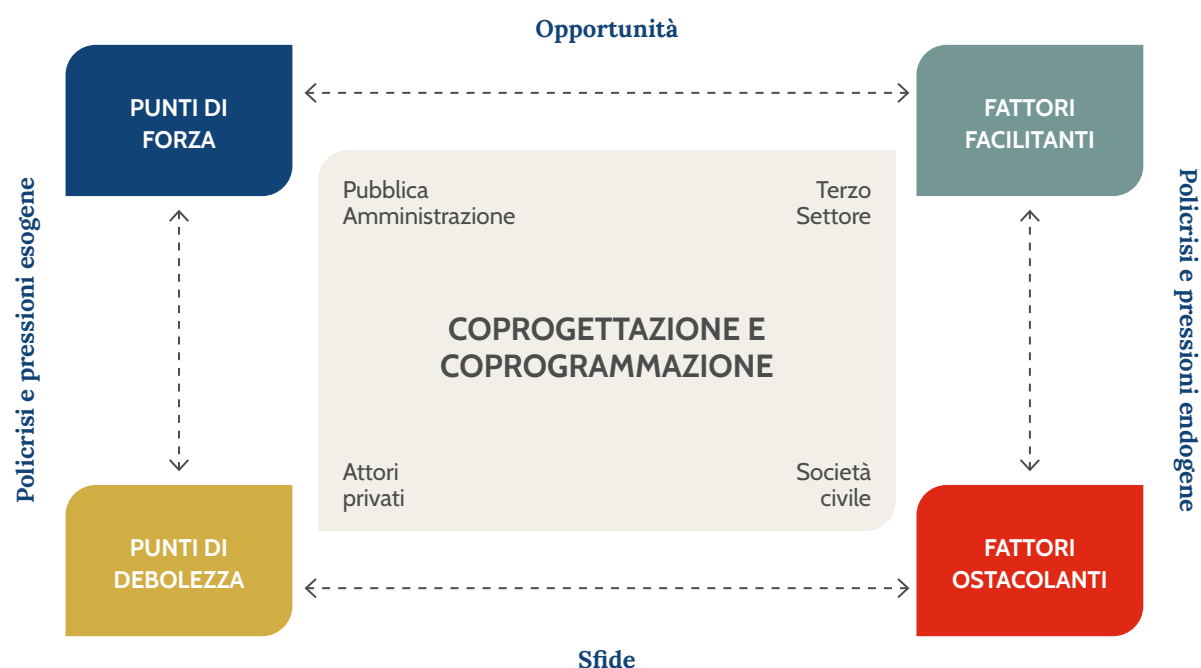 Opportunità
PUNTI DI
FORZA
FATTORI
FACILITANTI
Policrisi e pressioni esogene
Pubblica
Amministrazione
Terzo
Settore
Policrisi e pressioni endogene
COPROGETTAZIONE E
COPROGRAMMAZIONE
Attori
privati
Società
civile
PUNTI DI
DEBOLEZZA
FATTORI
OSTACOLANTI
Sfide